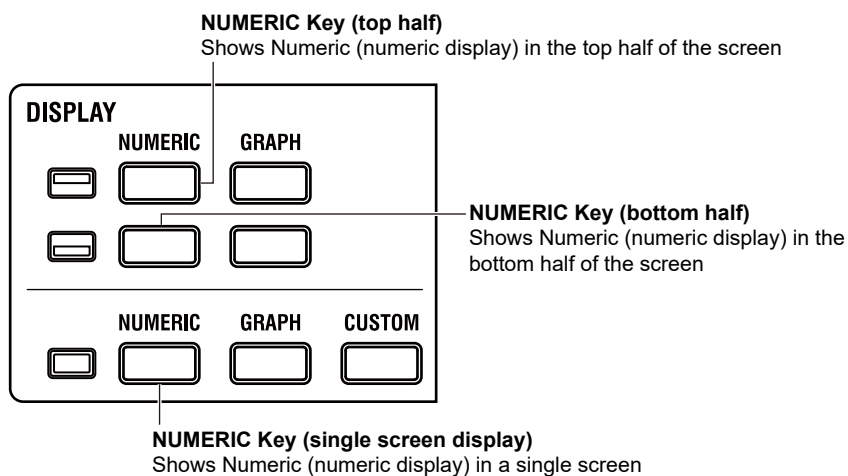 NUMERIC Key (top half)
Shows Numeric (numeric display) in the top half of the screen
DISPLAY
NUMERIC GRAPH
NUMERIC Key (bottom half)
Shows Numeric (numeric display) in the
bottom half of the screen
NUMERIC GRAPH CUSTOM
NUMERIC Key (single screen display)
Shows Numeric (numeric display) in a single screen